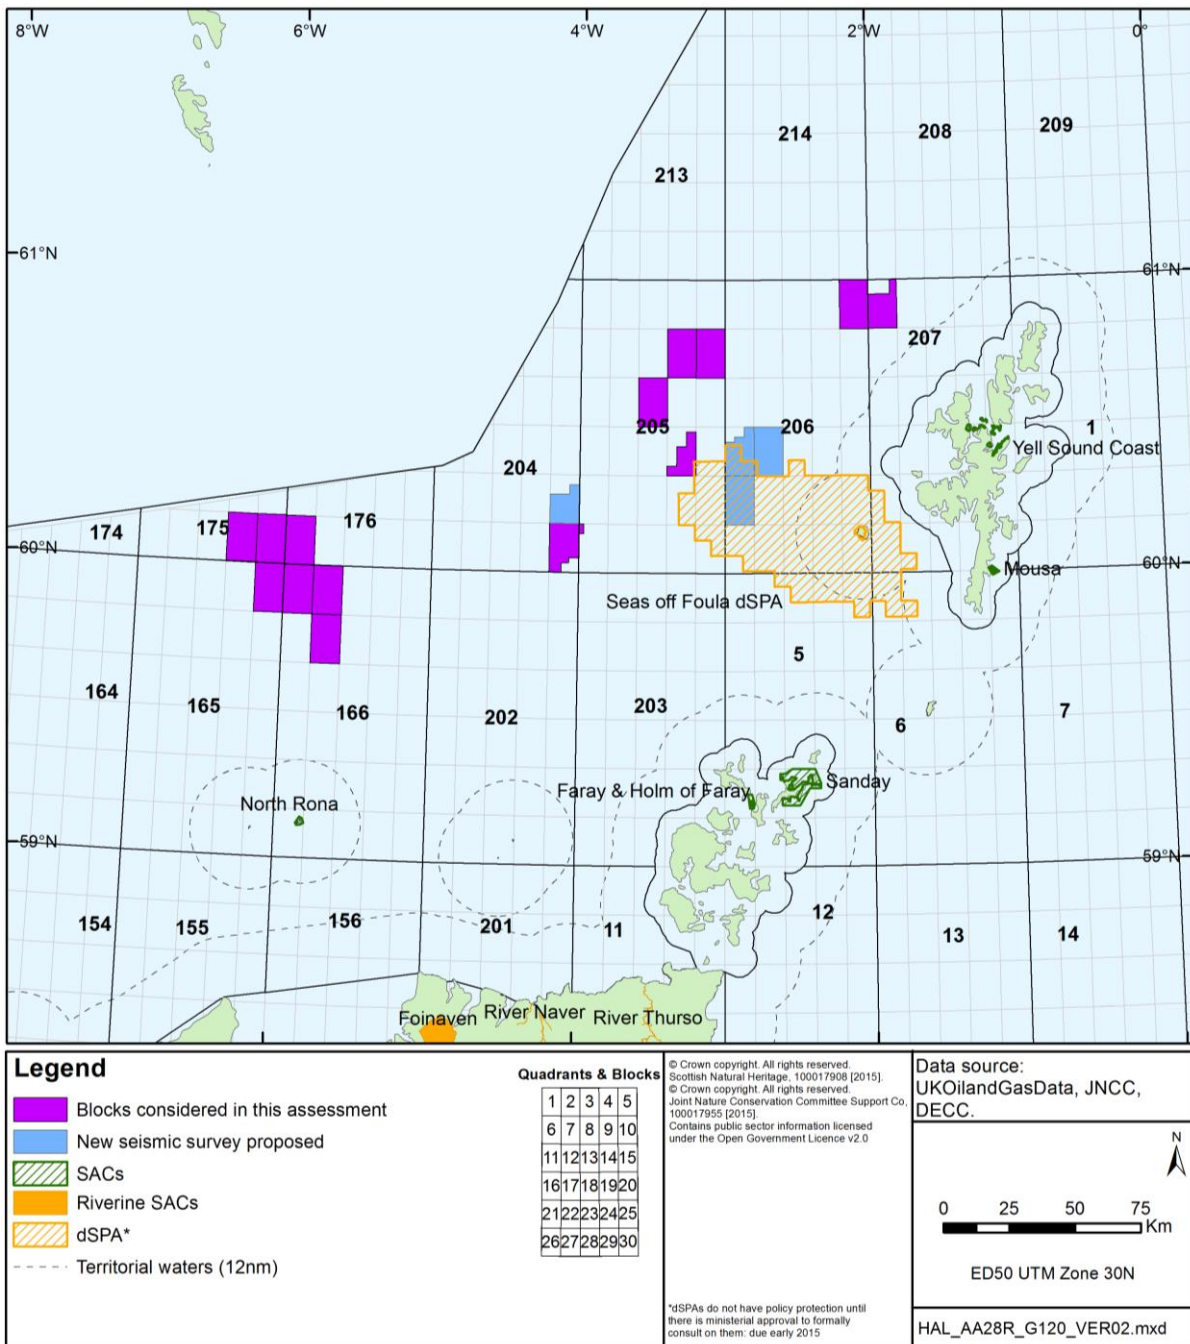 8°W
6°W
4°W
2°W
0°
214
208
209
213
61°N
61°N
207
205
206
1
Yell Sound Coast
204
174
175
176
60°N
60°N
Mousa
Seas off Foula dSPA
5
164
165
166
202
203
6
7
Faray & Holm of Faray
Sanday
North Rona
59°N
59°N
154
155
156
201
11
12
13
14
Foinaven
River Naver
River Thurso
Legend
Blocks considered in this assessment
New seismic survey proposed
SACs
Riverine SACs
dSPA*
Territorial waters (12nm)
Quadrants & Blocks
1 2 3 4 5
6 7 8 9 10
11 12 13 14 15
16 17 18 19 20
21 22 23 24 25
26 27 28 29 30
© Crown copyright. All rights reserved.
Scottish Natural Heritage, 100017908 [2015].
© Crown copyright. All rights reserved.
Joint Nature Conservation Committee Support Co,
100017955 [2015].
Contains public sector information licensed
under the Open Government Licence v2.0
*dSPAs do not have policy protection until
there is ministerial approval to formally
consult on them: due early 2015
Data source:
UKOilandGasData, JNCC,
DECC.
N
0 25 50 75
Km
ED50 UTM Zone 30N
HAL_AA28R_G120_VER02.mxd